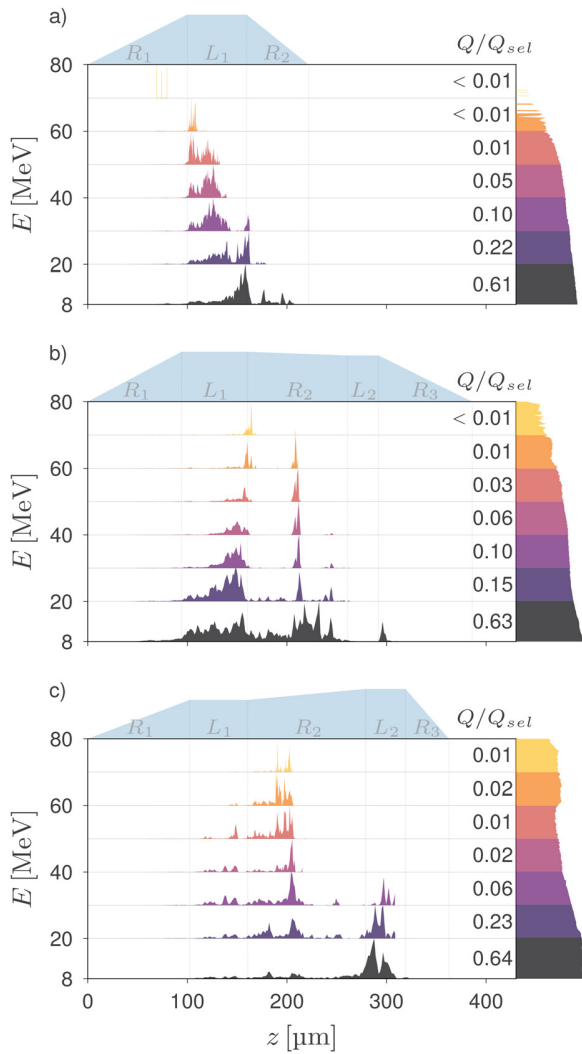 a)
R1 L1 R2 Q/Qsel
80 < 0.01
< 0.01
60
0.01
E [MeV]
40 0.05
0.10
20 0.22
8 0.61
b)
R1 L1 R2 L2 R3 Q/Qsel
80 < 0.01
0.01
60
0.03
E [MeV]
40 0.06
0.10
20 0.15
8 0.63
c)
R1 L1 R2 L2 R3 Q/Qsel
80 0.01
0.02
60
0.01
E [MeV]
40 0.02
0.06
20 0.23
8 0.64
0 100 200 300 400
z [µm]